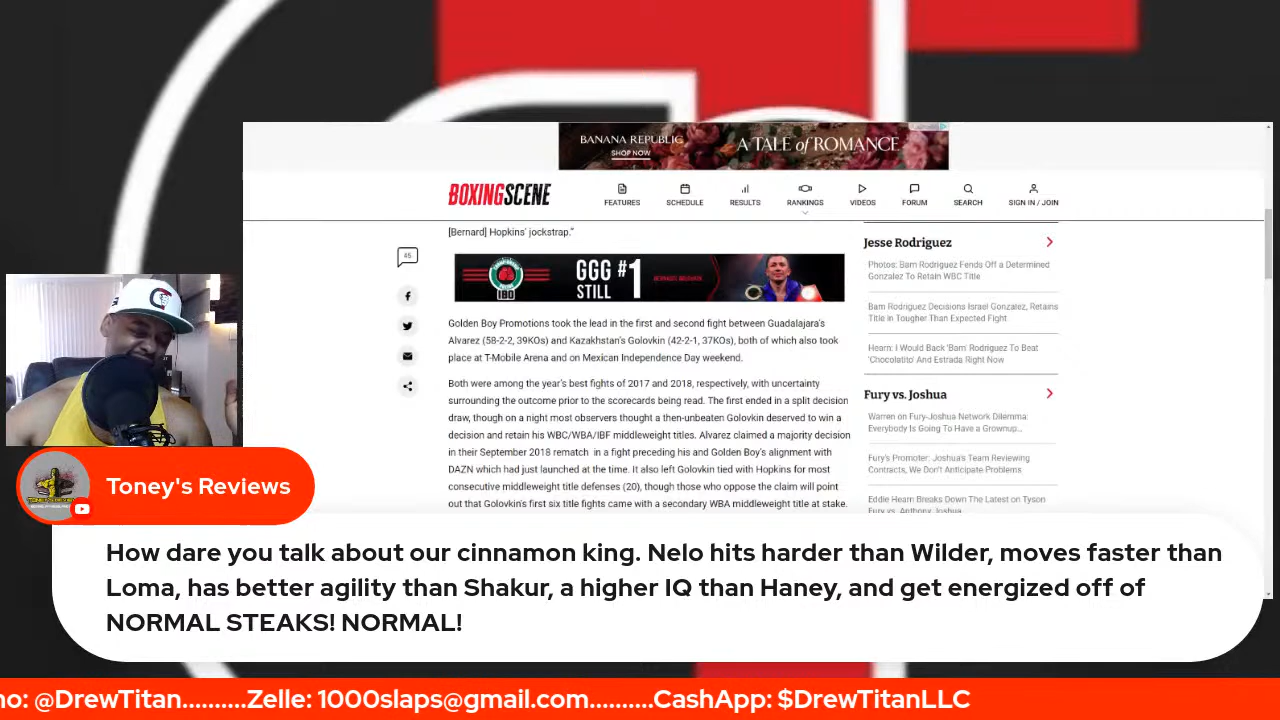 BANANA REPUBLIC
SHOP NOW
A TALE of ROMANCE
BOXINGSCENE
FEATURES
SCHEDULE
RESULTS
RANKINGS
VIDEOS
FORUM
SEARCH
SIGN IN / JOIN
45
[Bernard] Hopkins' jockstrap."
IBO
GGG #1
STILL
Golden Boy Promotions took the lead in the first and second fight between Guadalajara's
Alvarez (58-2-2, 39KOs) and Kazakhstan's Golovkin (42-2-1, 37KOs), both of which also took
place at T-Mobile Arena and on Mexican Independence Day weekend.
Both were among the year's best fights of 2017 and 2018, respectively, with uncertainty
surrounding the outcome prior to the scorecards being read. The first ended in a split decision
draw, though on a night most observers thought a then-unbeaten Golovkin deserved to win a
decision and retain his WBC/WBA/IBF middleweight titles. Alvarez claimed a majority decision
in their September 2018 rematch in a fight preceding his and Golden Boy's alignment with
DAZN which had just launched at the time. It also left Golovkin tied with Hopkins for most
consecutive middleweight title defenses (20), though those who oppose the claim will point
out that Golovkin's first six title fights came with a secondary WBA middleweight title at stake.
Jesse Rodriguez
Photos: Bam Rodriguez Fends Off a Determined
Gonzalez To Retain WBC Title
Bam Rodriguez Decisions Israel Gonzalez, Retains
Title in Tougher Than Expected Fight
Hearn: I Would Back 'Bam' Rodriguez To Beat
'Chocolatito' And Estrada Right Now
Fury vs. Joshua
Warren on Fury-Joshua Network Dilemma:
Everybody Is Going To Have a Grownup...
Fury's Promoter: Joshua's Team Reviewing
Contracts, We Don't Anticipate Problems
Eddie Hearn Breaks Down The Latest on Tyson
Fury vs. Anthony Joshua
Toney's Reviews
How dare you talk about our cinnamon king. Nelo hits harder than Wilder, moves faster than
Loma, has better agility than Shakur, a higher IQ than Haney, and get energized off of
NORMAL STEAKS! NORMAL!
no: @DrewTitan..........Zelle: 1000slaps@gmail.com..........CashApp: $DrewTitanLLC